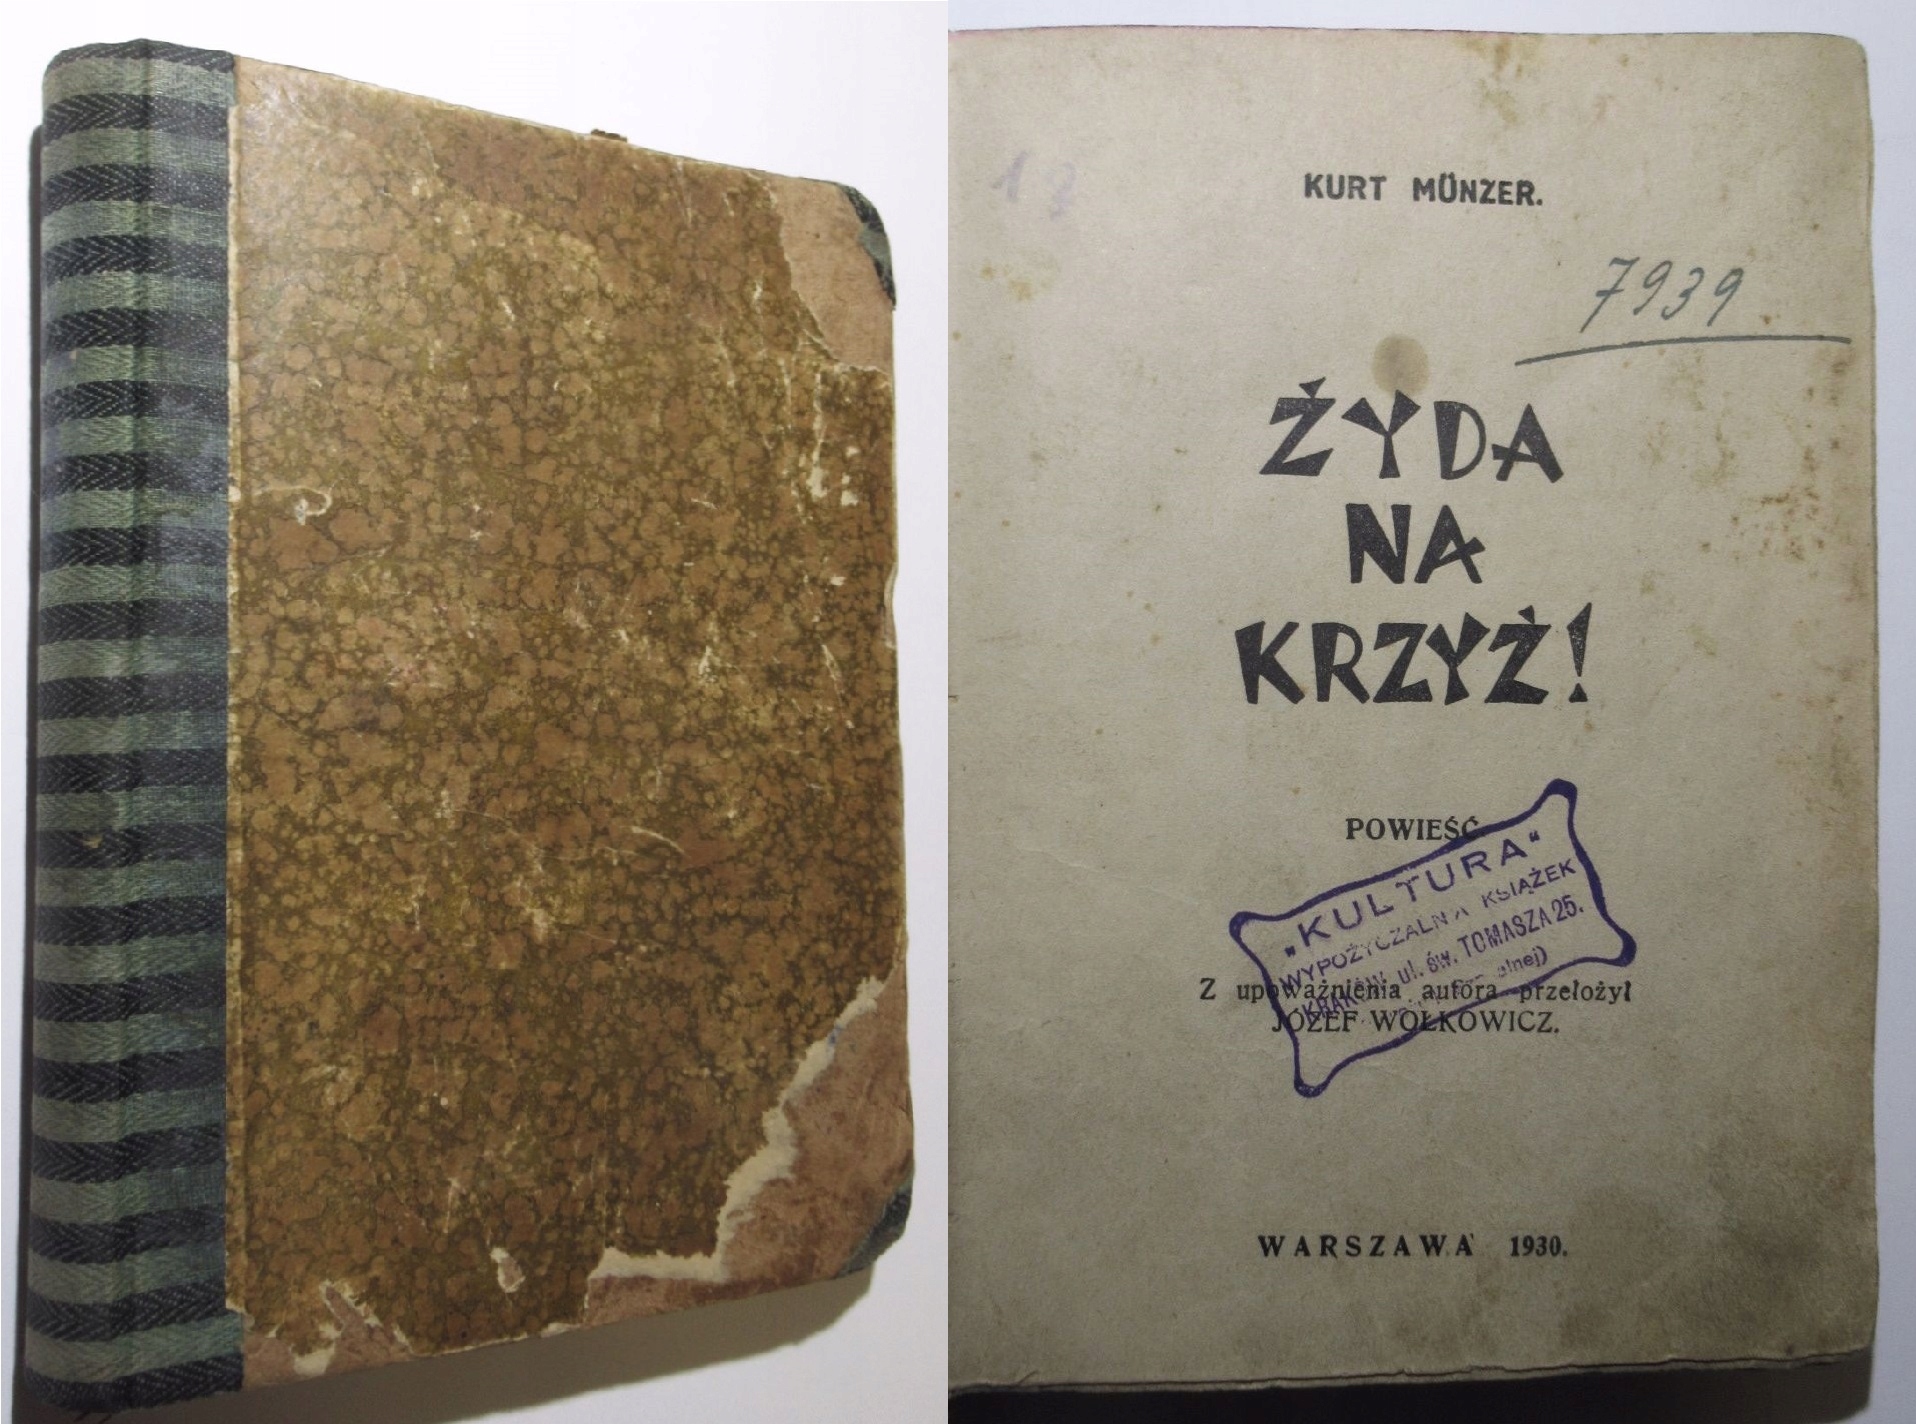 KURT MÜNZER.
7939
ŻYDA
NA
KRZYŻ!
POWIEŚĆ
„KULTURA“
WYPOŻYCZALNIA KSIĄŻEK
KRAKÓW, ul. św. TOMASZA 25.
Z upoważnienia autora przełożył
JÓZEF WOŁKOWICZ.
WARSZAWA 1930.